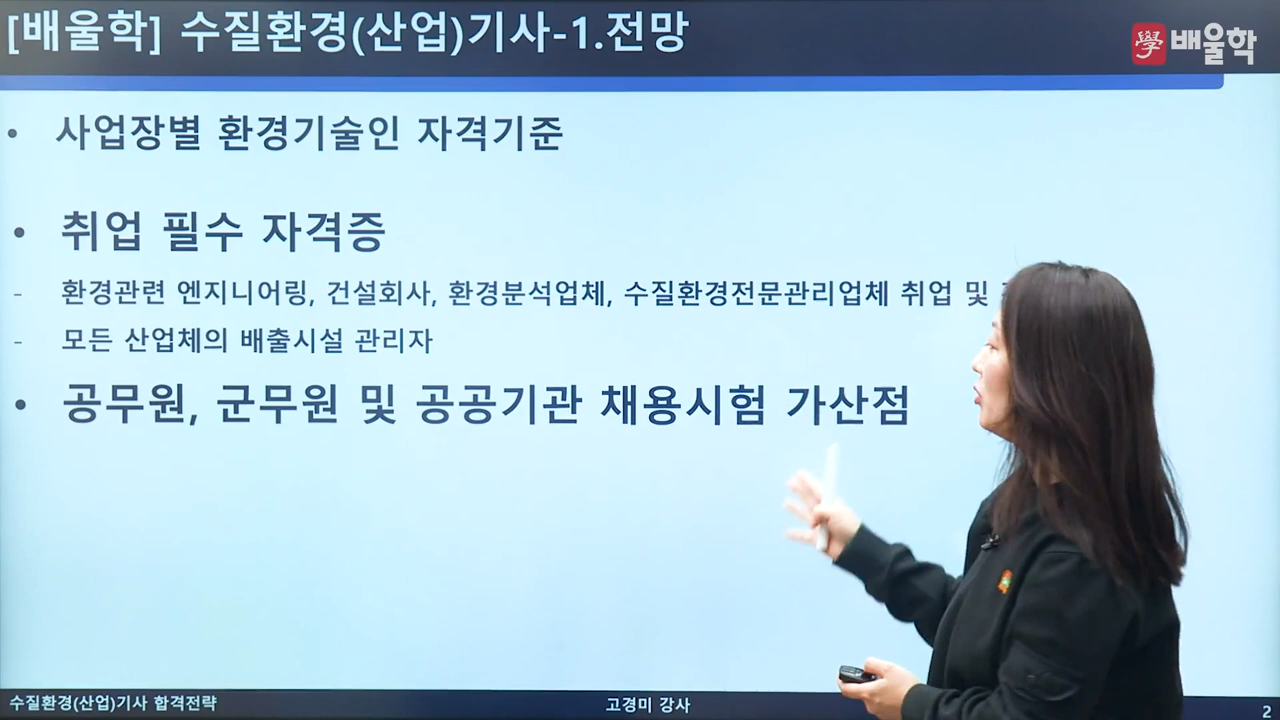 [배울학] 수질환경(산업)기사-1.전망
學 배울학
• 사업장별 환경기술인 자격기준
• 취업 필수 자격증
- 환경관련 엔지니어링, 건설회사, 환경분석업체, 수질환경전문관리업체 취업 및
- 모든 산업체의 배출시설 관리자
• 공무원, 군무원 및 공공기관 채용시험 가산점
수질환경(산업)기사 합격전략
고경미 강사
2